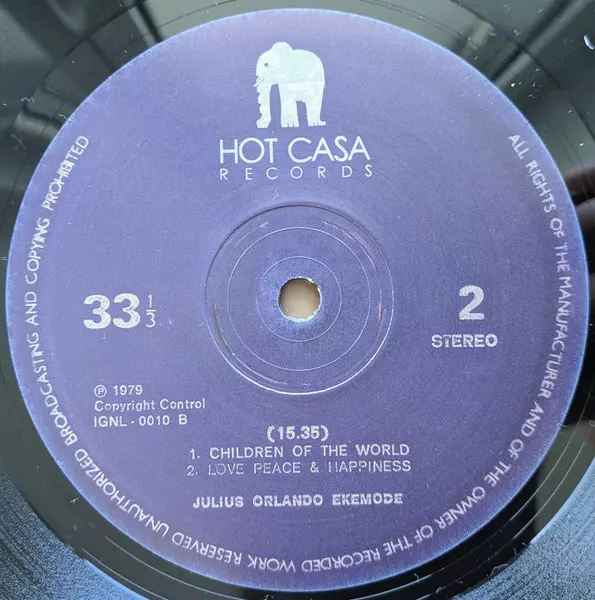 HOT CASA
RECORDS
33 1/3
2
STEREO
℗ 1979
Copyright Control
IGNL - 0010 B
(15.35)
1. CHILDREN OF THE WORLD
2. LOVE PEACE & HAPPINESS
JULIUS ORLANDO EKEMODE
ALL RIGHTS OF THE MANUFACTURER AND OF THE OWNER OF THE RECORDED WORK RESERVED UNAUTHORIZED BROADCASTING AND COPYING PROHIBITED